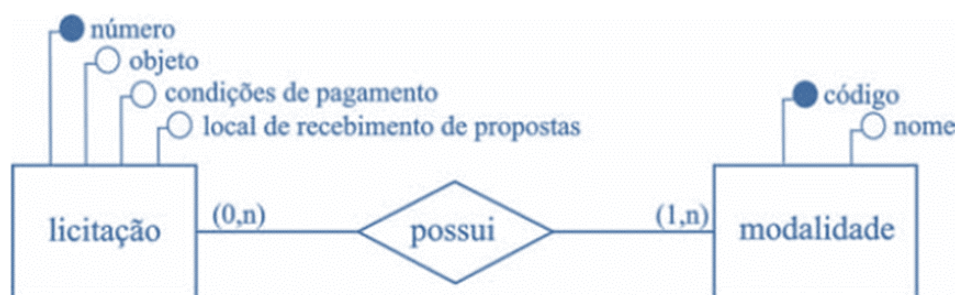 número
objeto
condições de pagamento
local de recebimento de propostas
código
nome
licitação
(0,n)
possui
(1,n)
modalidade